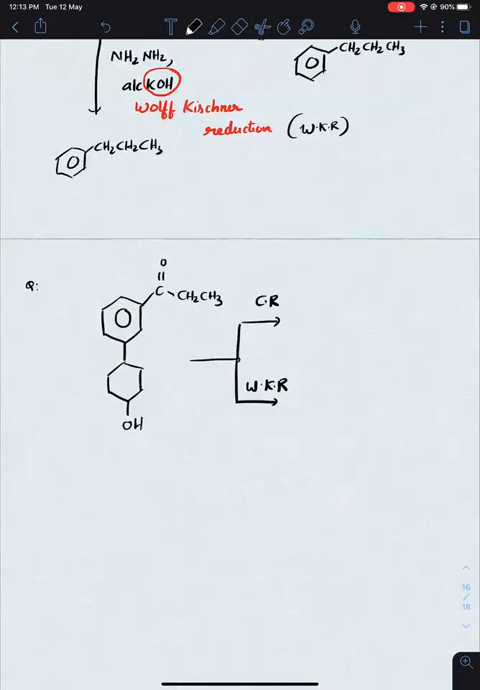 12:13 PM Tue 12 May
90%
T
NH2 NH2,
alc KOH
Wolff Kischner
reduction (W.K.R)
CH2CH2CH3
CH2CH2CH3
Q:
O
C CH2CH3
OH
C.R
W.K.R
16
/
18